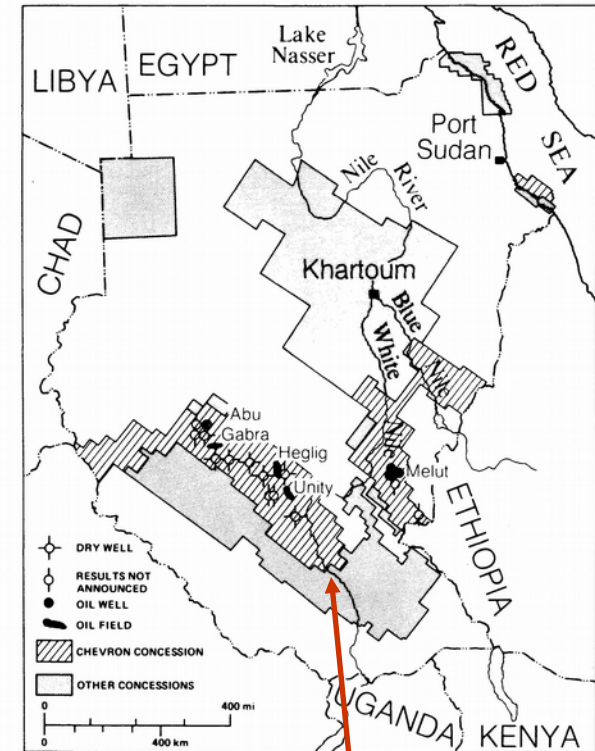 Lake
Nasser
RED
SEA
LIBYA
EGYPT
Port
Sudan
Nile
River
CHAD
Khartoum
Blue
Nile
White
Nile
Abu
Gabra
Heglig
Unity
Melut
ETHIOPIA
DRY WELL
RESULTS NOT
ANNOUNCED
OIL WELL
OIL FIELD
CHEVRON CONCESSION
OTHER CONCESSIONS
0 400 mi
0 400 km
UGANDA
KENYA